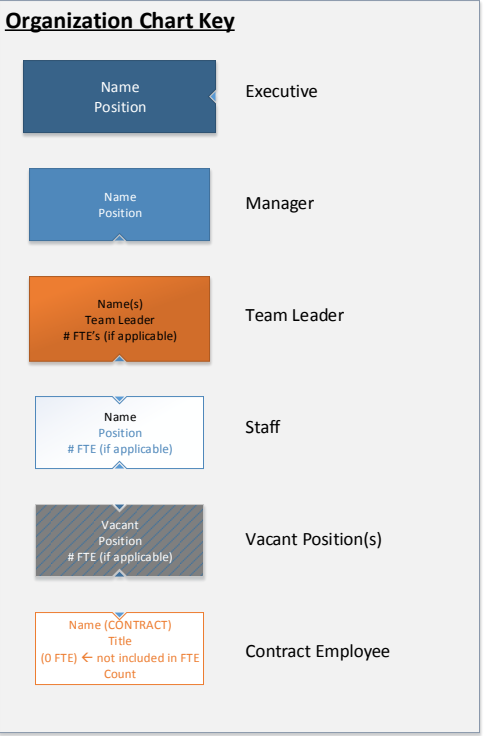 Organization Chart Key
Name
Position
Executive
Name
Position
Manager
Name(s)
Team Leader
# FTE's (if applicable)
Team Leader
Name
Position
# FTE (if applicable)
Staff
Vacant
Position
# FTE (if applicable)
Vacant Position(s)
Name (CONTRACT)
Title
(0 FTE) ← not included in FTE
Count
Contract Employee